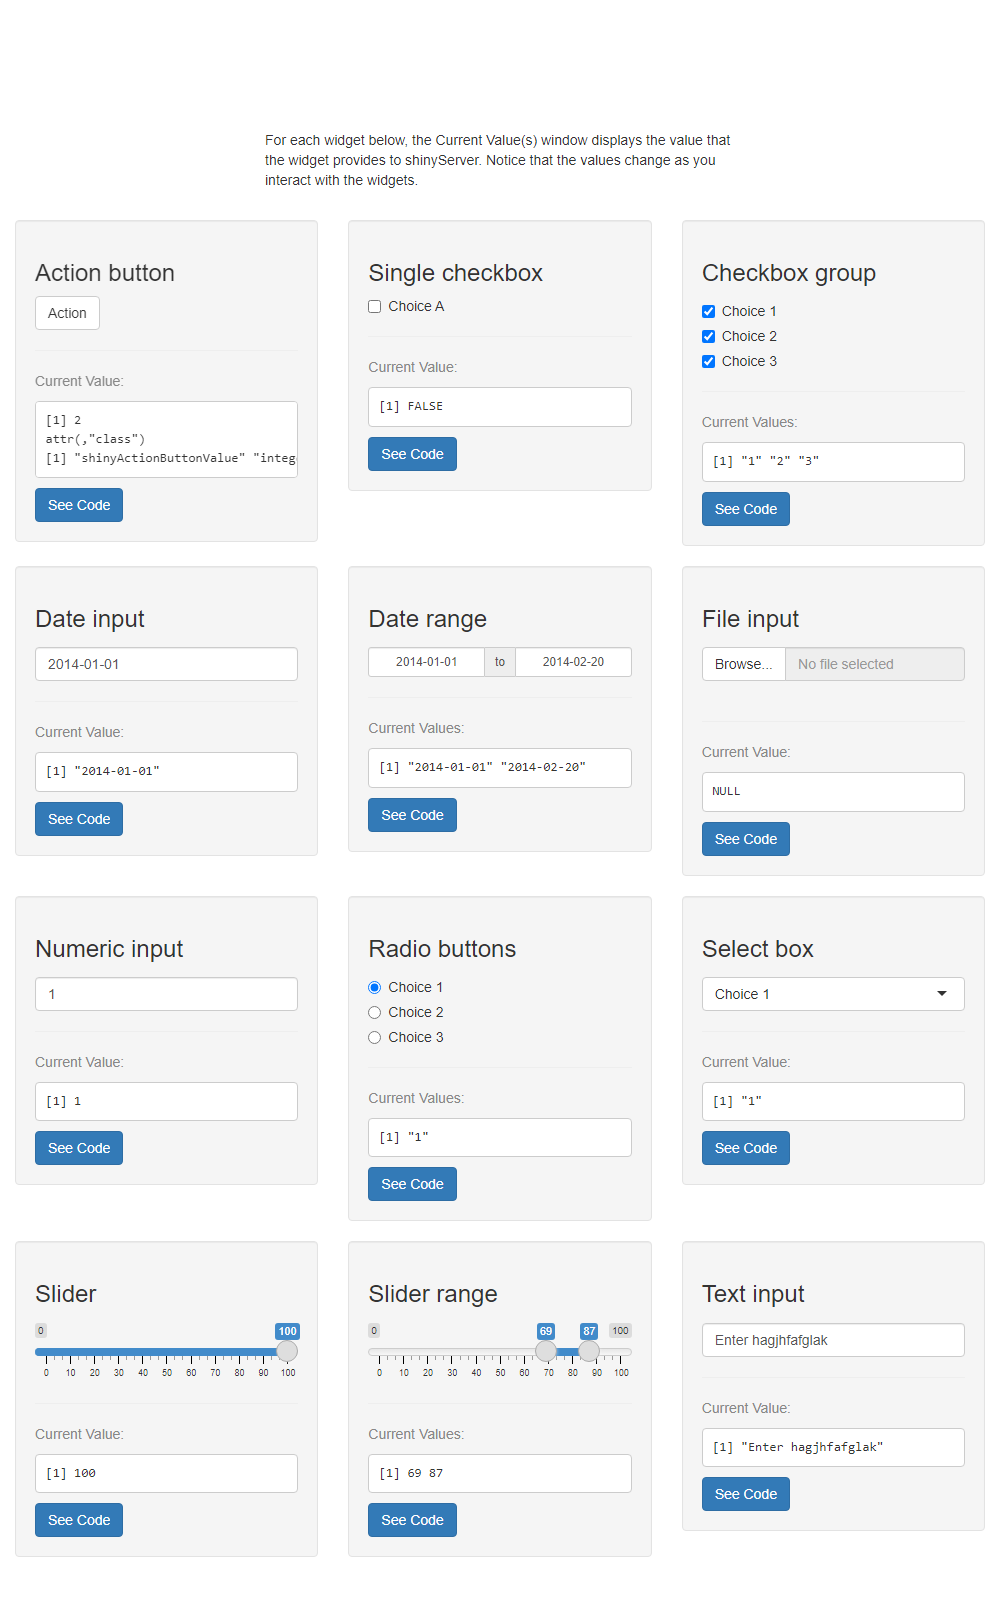 For each widget below, the Current Value(s) window displays the value that
the widget provides to shinyServer. Notice that the values change as you
interact with the widgets.
Action button
Action
Current Value:
[1] 2
attr(,"class")
[1] "shinyActionButtonValue" "integ
See Code
Single checkbox
Choice A
Current Value:
[1] FALSE
See Code
Checkbox group
Choice 1
Choice 2
Choice 3
Current Values:
[1] "1" "2" "3"
See Code
Date input
2014-01-01
Current Value:
[1] "2014-01-01"
See Code
Date range
2014-01-01 to 2014-02-20
Current Values:
[1] "2014-01-01" "2014-02-20"
See Code
File input
Browse... No file selected
Current Value:
NULL
See Code
Numeric input
1
Current Value:
[1] 1
See Code
Radio buttons
Choice 1
Choice 2
Choice 3
Current Values:
[1] "1"
See Code
Select box
Choice 1
Current Value:
[1] "1"
See Code
Slider
0 100
0 10 20 30 40 50 60 70 80 90 100
Current Value:
[1] 100
See Code
Slider range
0 69 87 100
0 10 20 30 40 50 60 70 80 90 100
Current Values:
[1] 69 87
See Code
Text input
Enter hagjhfafglak
Current Value:
[1] "Enter hagjhfafglak"
See Code